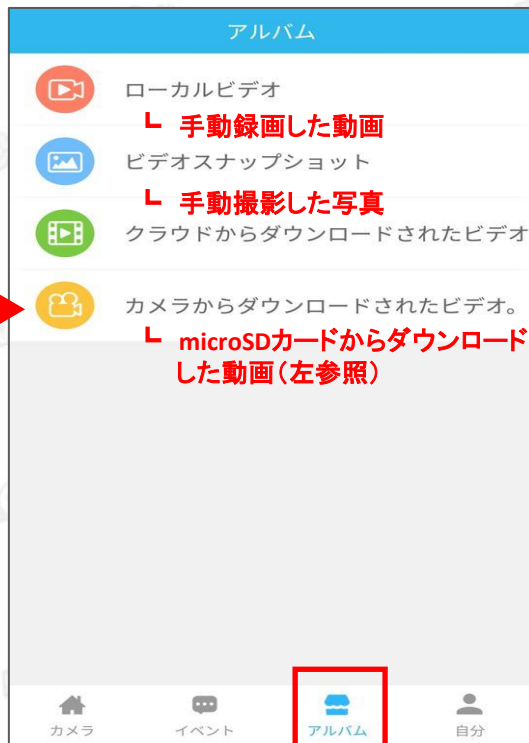 アルバム
ローカルビデオ
┗ 手動録画した動画
ビデオスナップショット
┗ 手動撮影した写真
クラウドからダウンロードされたビデオ
カメラからダウンロードされたビデオ。
┗ microSDカードからダウンロード
した動画（左参照）
カメラ
イベント
アルバム
自分